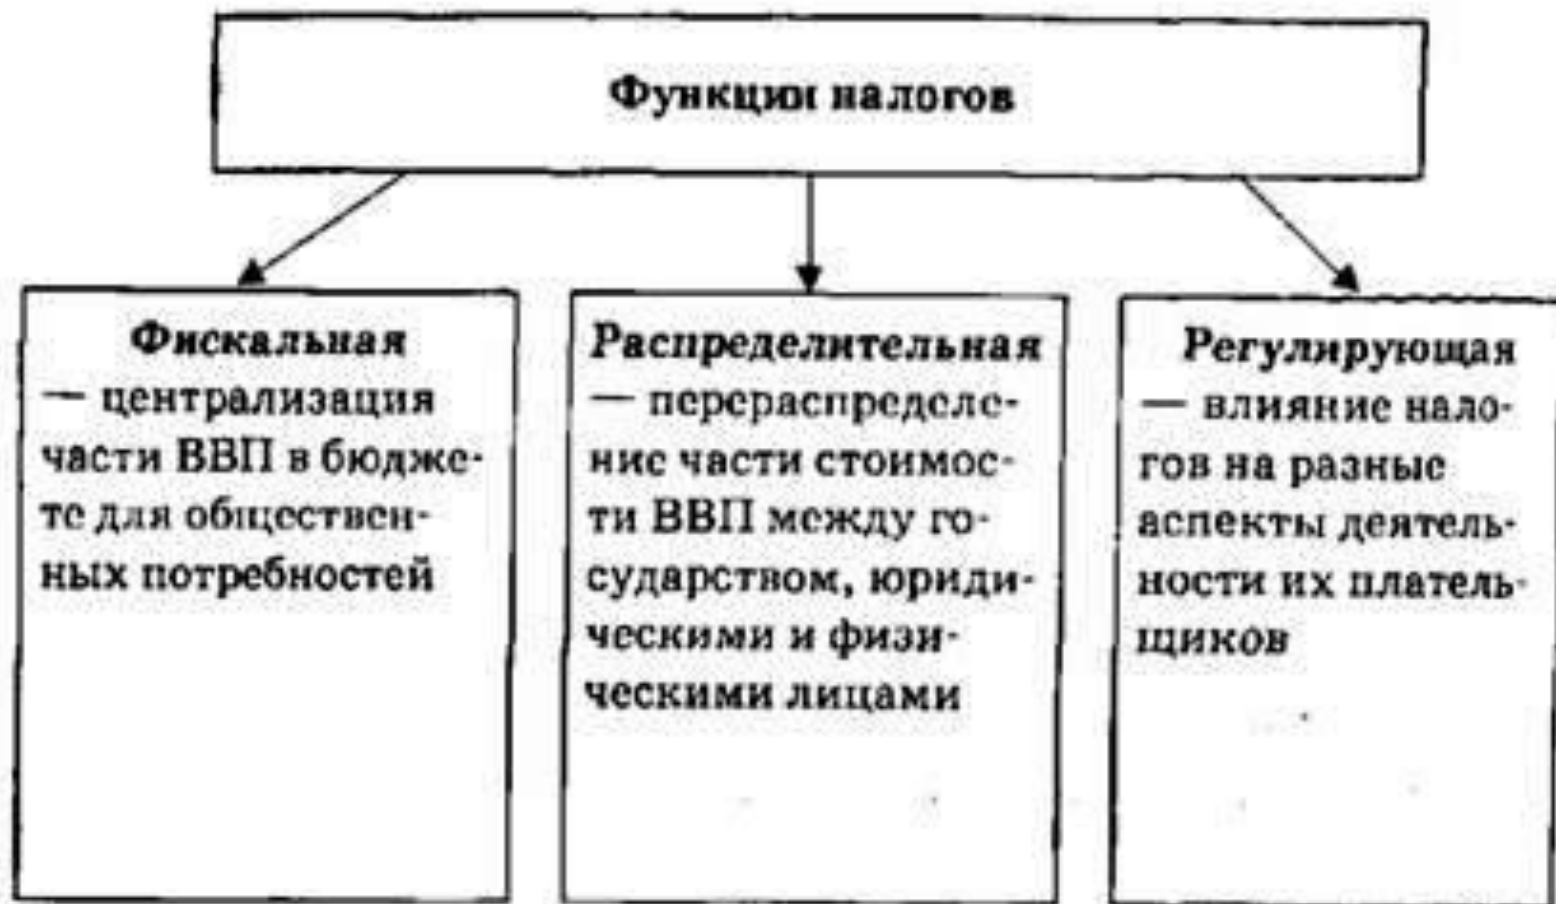 Функции налогов
Фискальная
— централизация
части ВВП в бюдже-
те для обществен-
ных потребностей
Распределительная
— перераспределе-
ние части стоимос-
ти ВВП между го-
сударством, юриди-
ческими и физи-
ческими лицами
Регулирующая
— влияние нало-
гов на разные
аспекты деятель-
ности их платель-
щиков